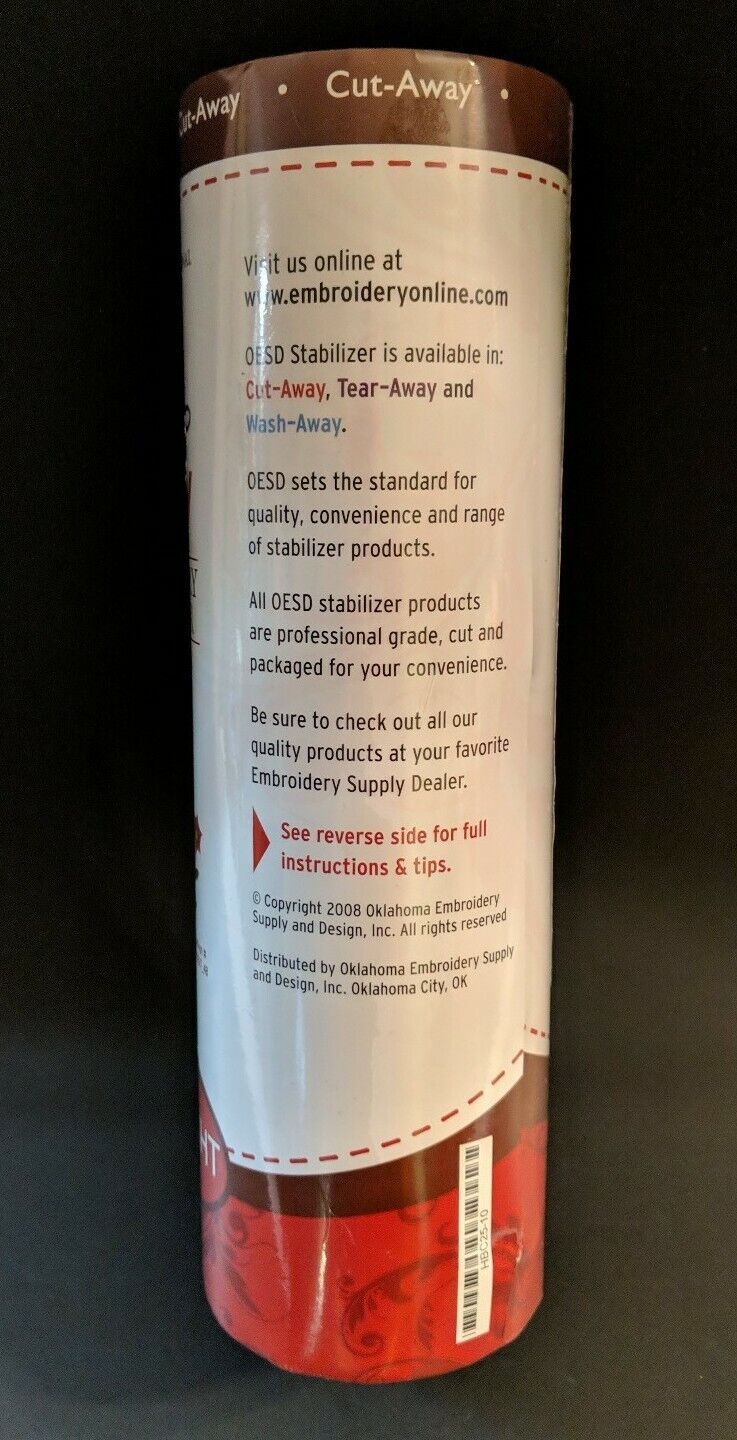 Cut-Away • Cut-Away •
Visit us online at
www.embroideryonline.com
OESD Stabilizer is available in:
Cut-Away, Tear-Away and
Wash-Away.
OESD sets the standard for
quality, convenience and range
of stabilizer products.
All OESD stabilizer products
are professional grade, cut and
packaged for your convenience.
Be sure to check out all our
quality products at your favorite
Embroidery Supply Dealer.
See reverse side for full
instructions & tips.
© Copyright 2008 Oklahoma Embroidery
Supply and Design, Inc. All rights reserved
Distributed by Oklahoma Embroidery Supply
and Design, Inc. Oklahoma City, OK
HT
HBC25-10